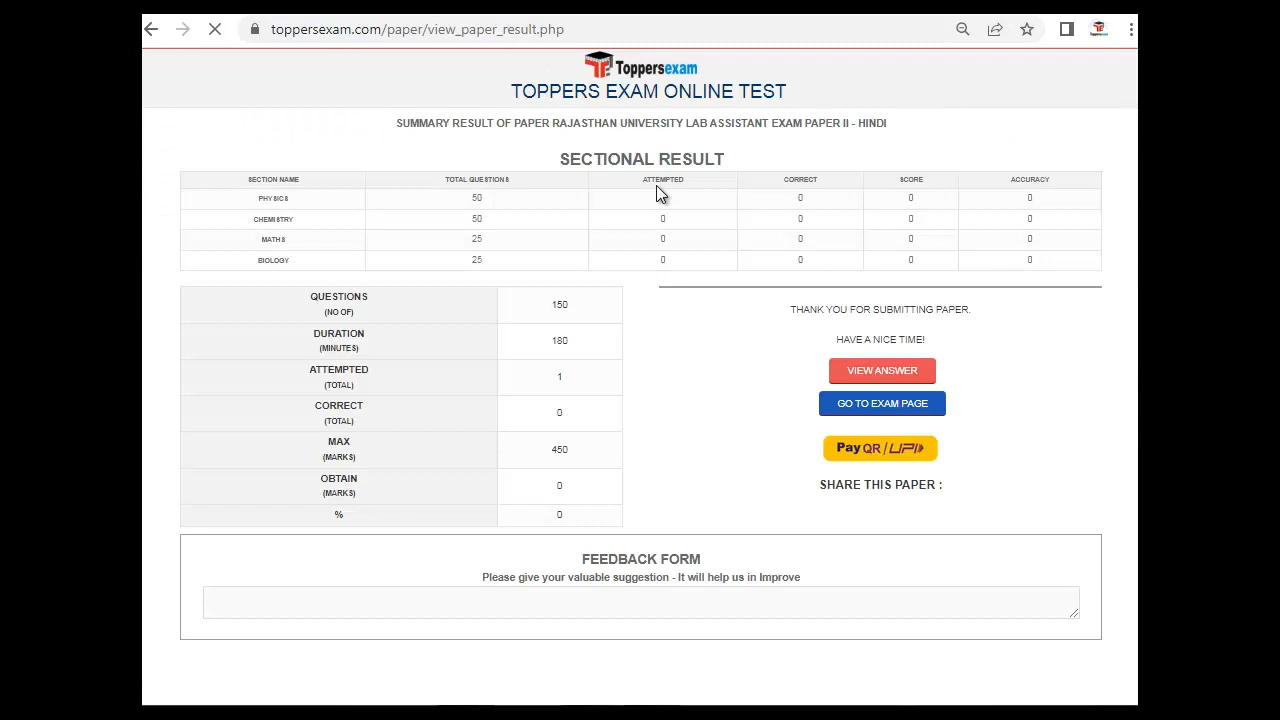 toppersexam.com/paper/view_paper_result.php
Toppersexam
TOPPERS EXAM ONLINE TEST
SUMMARY RESULT OF PAPER RAJASTHAN UNIVERSITY LAB ASSISTANT EXAM PAPER II - HINDI
SECTIONAL RESULT
SECTION NAME TOTAL QUESTIONS ATTEMPTED CORRECT SCORE ACCURACY
PHYSICS 50 0 0 0
CHEMISTRY 50 0 0 0 0
MATHS 25 0 0 0 0
BIOLOGY 25 0 0 0 0
QUESTIONS
(NO OF) 150
DURATION
(MINUTES) 180
ATTEMPTED
(TOTAL) 1
CORRECT
(TOTAL) 0
MAX
(MARKS) 450
OBTAIN
(MARKS) 0
% 0
THANK YOU FOR SUBMITTING PAPER.
HAVE A NICE TIME!
VIEW ANSWER
GO TO EXAM PAGE
Pay QR / UPI
SHARE THIS PAPER :
FEEDBACK FORM
Please give your valuable suggestion - It will help us in Improve